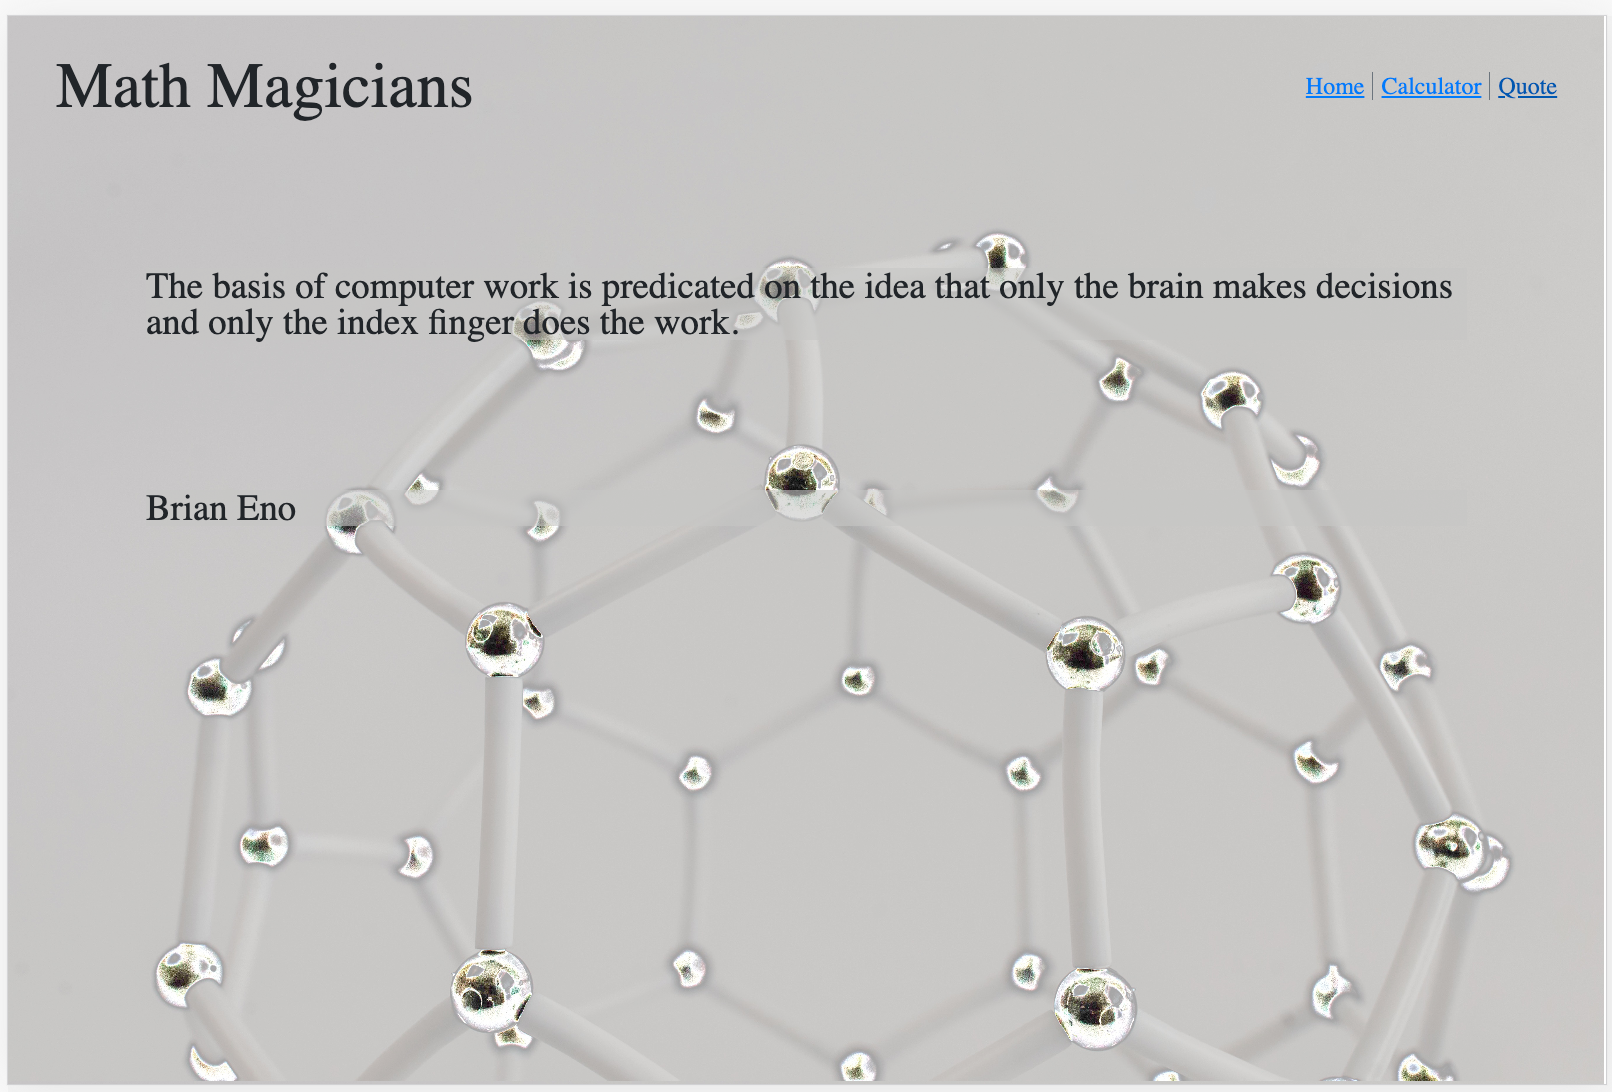 Math Magicians
Home | Calculator | Quote
The basis of computer work is predicated on the idea that only the brain makes decisions
and only the index finger does the work.
Brian Eno